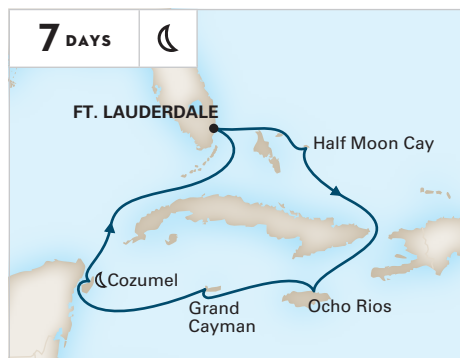 7 DAYS
FT. LAUDERDALE
Half Moon Cay
Cozumel
Grand
Cayman
Ocho Rios